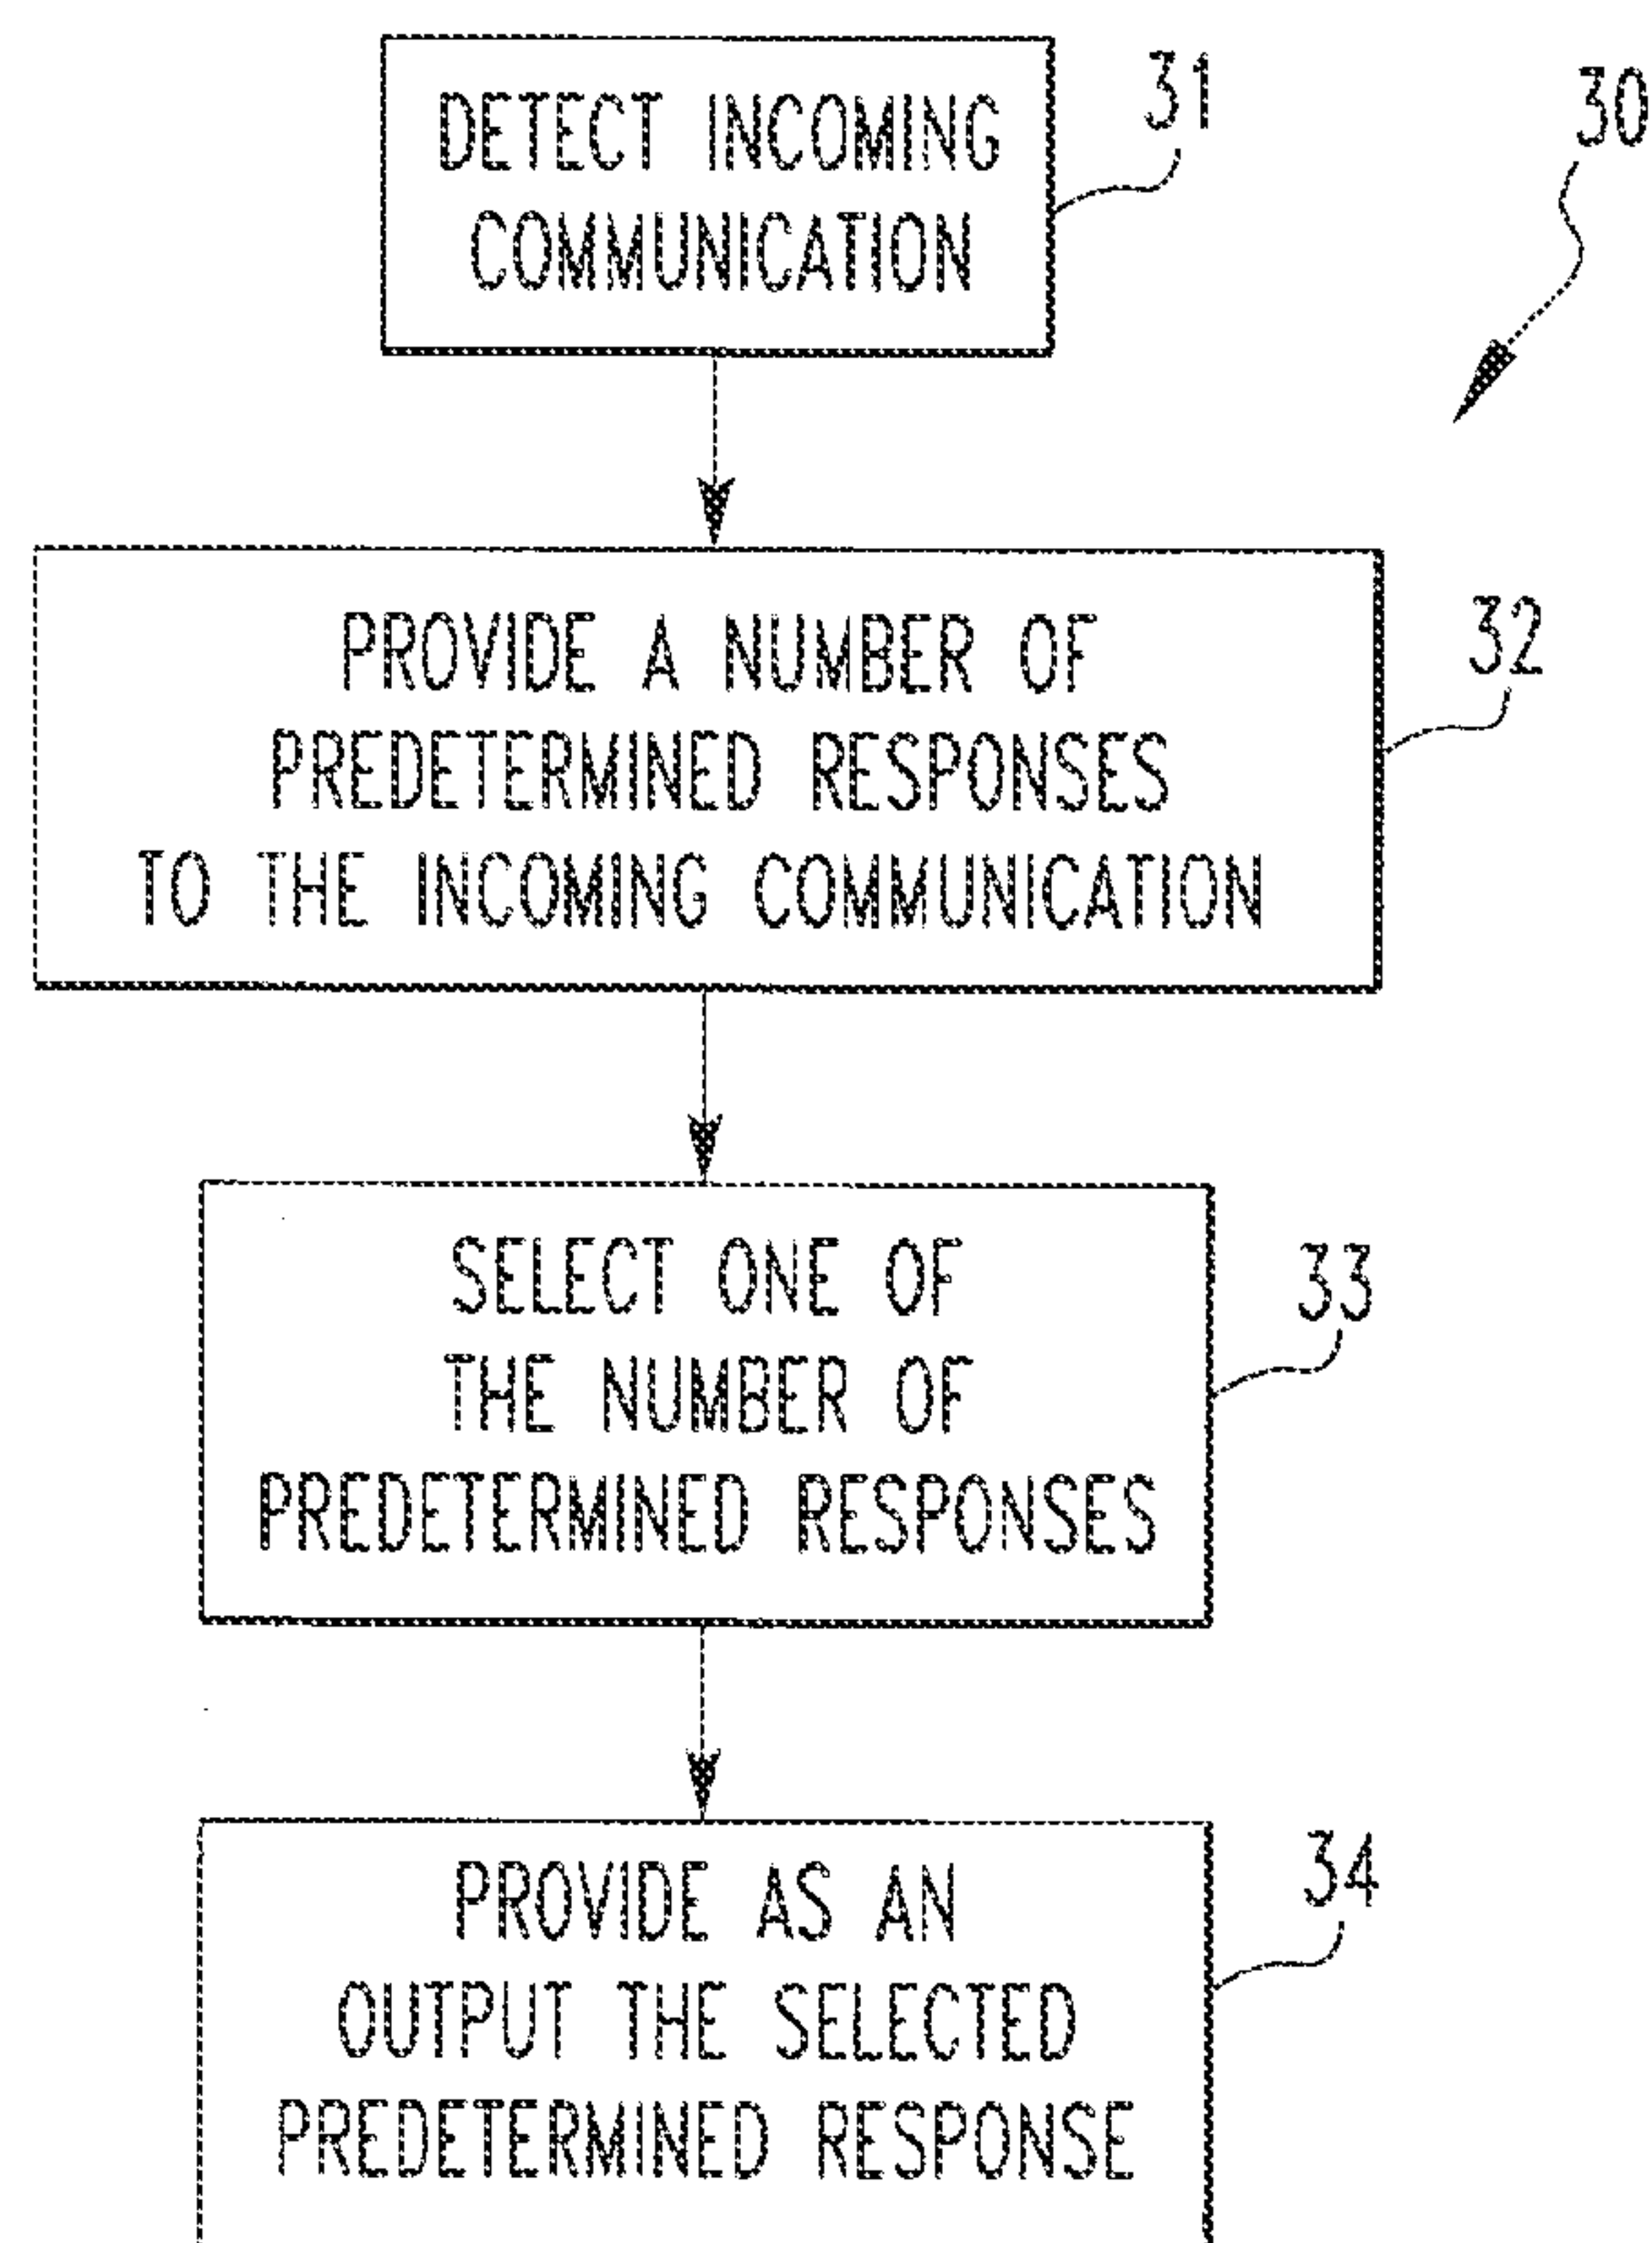 DETECT INCOMING
COMMUNICATION
31
30
PROVIDE A NUMBER OF
PREDETERMINED RESPONSES
TO THE INCOMING COMMUNICATION
32
SELECT ONE OF
THE NUMBER OF
PREDETERMINED RESPONSES
33
PROVIDE AS AN
OUTPUT THE SELECTED
PREDETERMINED RESPONSE
34